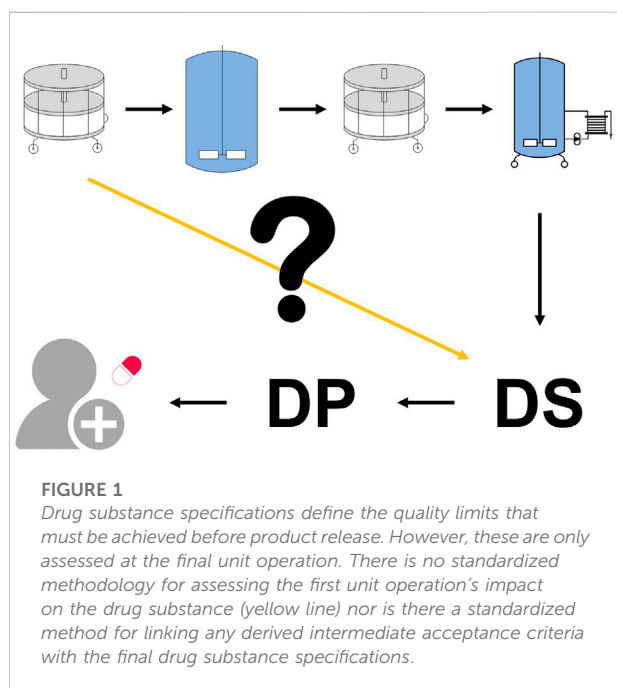 ?
DP
DS
FIGURE 1
Drug substance specifications define the quality limits that
must be achieved before product release. However, these are only
assessed at the final unit operation. There is no standardized
methodology for assessing the first unit operation's impact
on the drug substance (yellow line) nor is there a standardized
method for linking any derived intermediate acceptance criteria
with the final drug substance specifications.